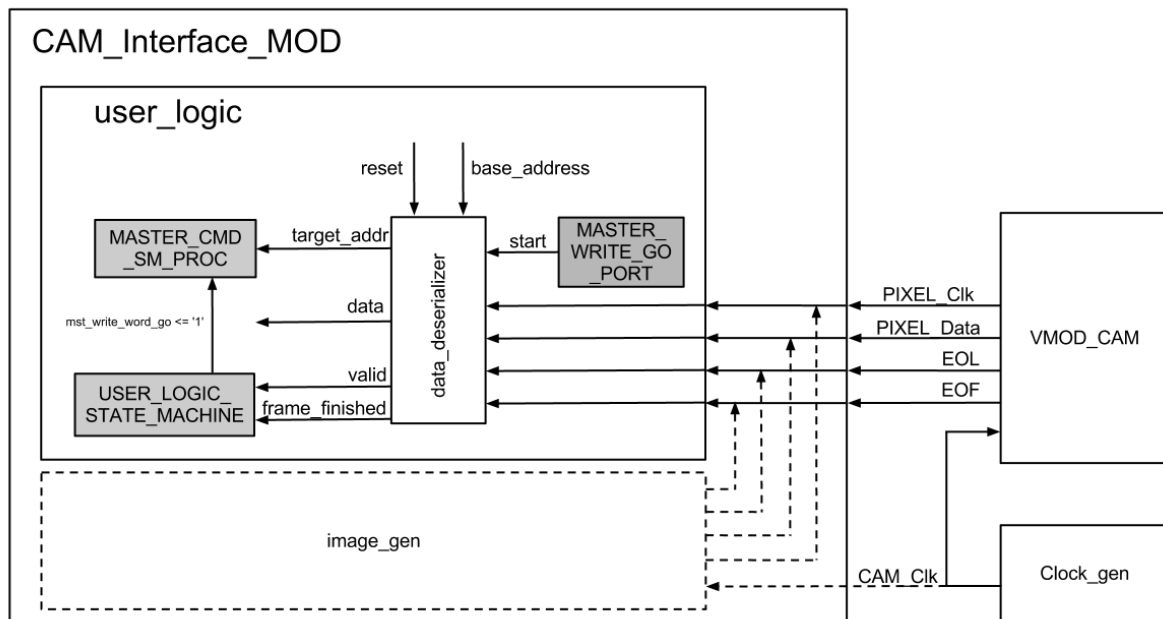 CAM_Interface_MOD
user_logic
reset
base_address
MASTER_CMD
_SM_PROC
target_addr
start
MASTER_
WRITE_GO
_PORT
data_deserializer
PIXEL_Clk
mst_write_word_go <= '1'
data
PIXEL_Data
VMOD_CAM
EOL
valid
USER_LOGIC_
STATE_MACHINE
frame_finished
EOF
image_gen
CAM_Clk
Clock_gen